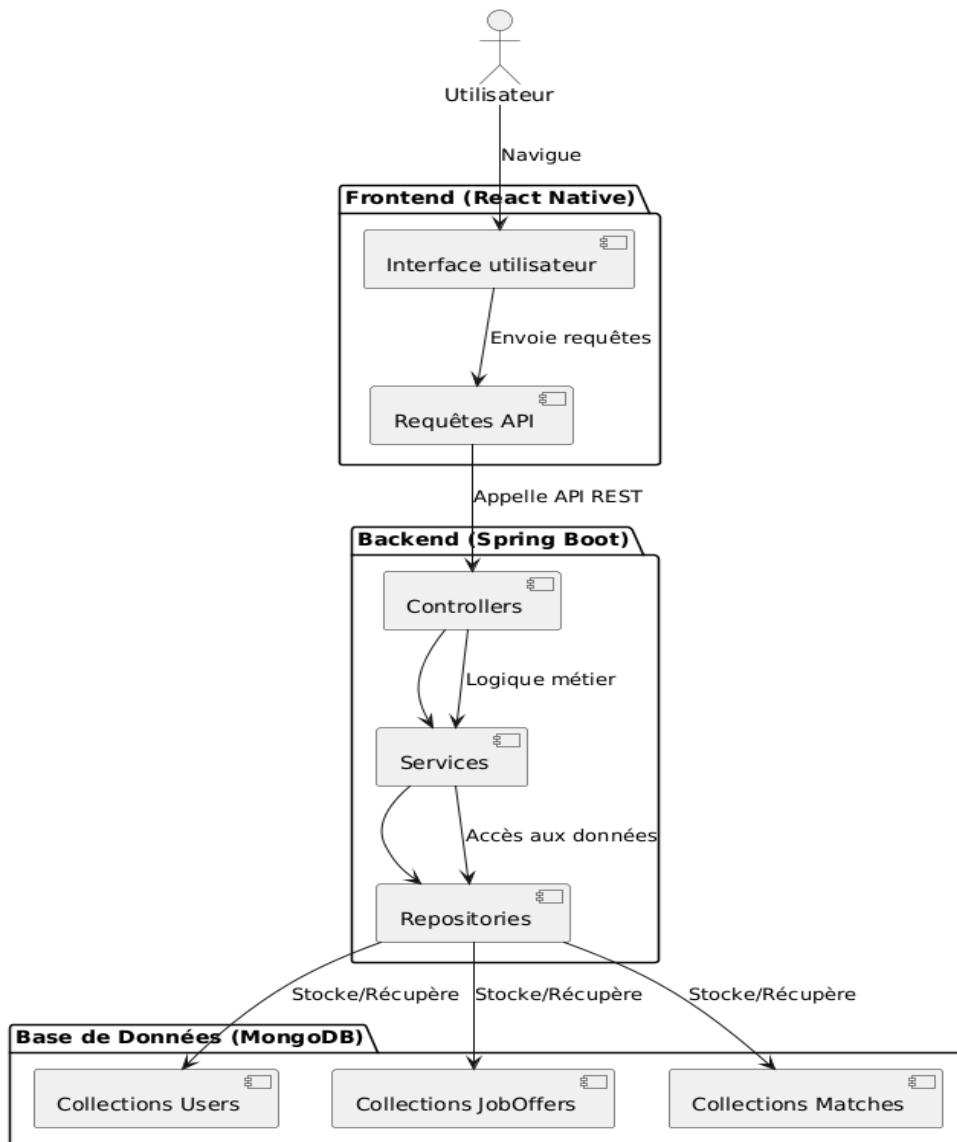 Utilisateur
Navigue
Frontend (React Native)
Interface utilisateur
Envoie requêtes
Requêtes API
Appelle API REST
Backend (Spring Boot)
Controllers
Logique métier
Services
Accès aux données
Repositories
Stocke/Récupère
Stocke/Récupère
Stocke/Récupère
Base de Données (MongoDB)
Collections Users
Collections JobOffers
Collections Matches